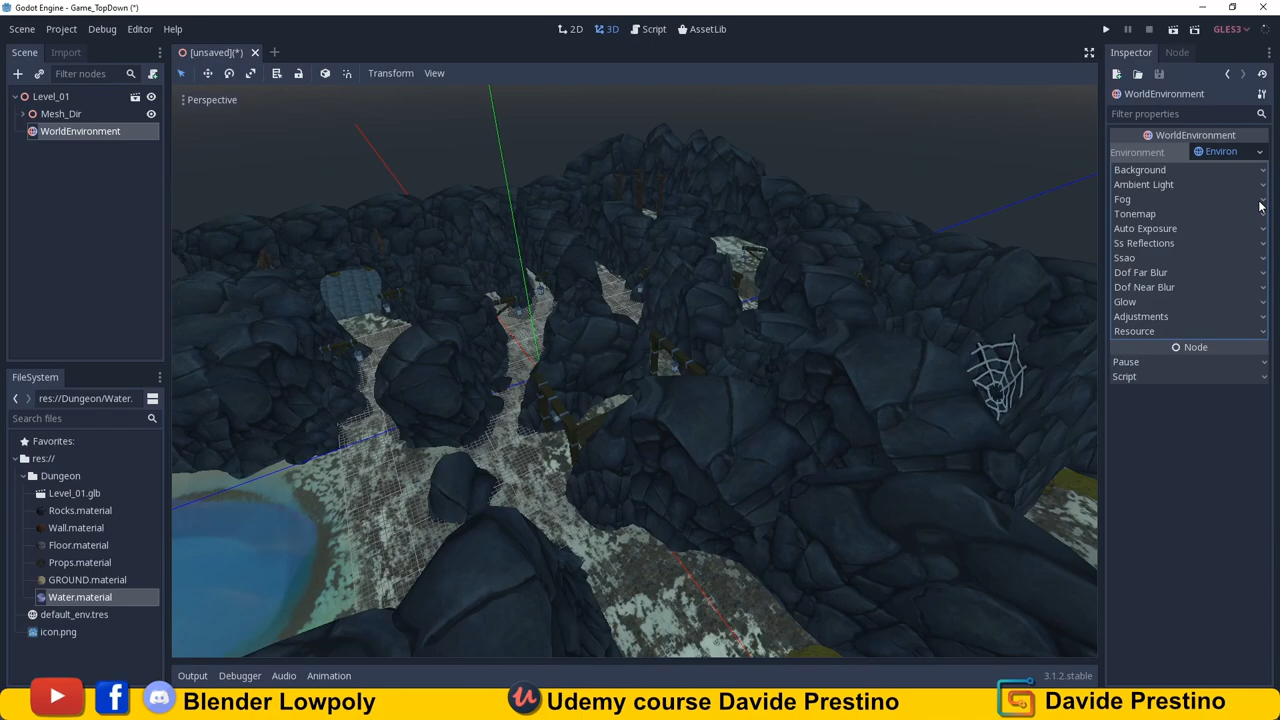 Godot Engine - Game_TopDown (*)
Scene Project Debug Editor Help
2D 3D Script AssetLib
GLES3
Scene Import
Filter nodes
Level_01
Mesh_Dir
WorldEnvironment
[unsaved](*)
Transform View
Perspective
FileSystem
res://Dungeon/Water.
Search files
Favorites:
res://
Dungeon
Level_01.glb
Rocks.material
Wall.material
Floor.material
Props.material
GROUND.material
Water.material
default_env.tres
icon.png
Output Debugger Audio Animation
3.1.2.stable
Inspector Node
WorldEnvironment
Filter properties
WorldEnvironment
Environment Environ
Background
Ambient Light
Fog
Tonemap
Auto Exposure
Ss Reflections
Ssao
Dof Far Blur
Dof Near Blur
Glow
Adjustments
Resource
Node
Pause
Script
Blender Lowpoly
Udemy course Davide Prestino
Davide Prestino